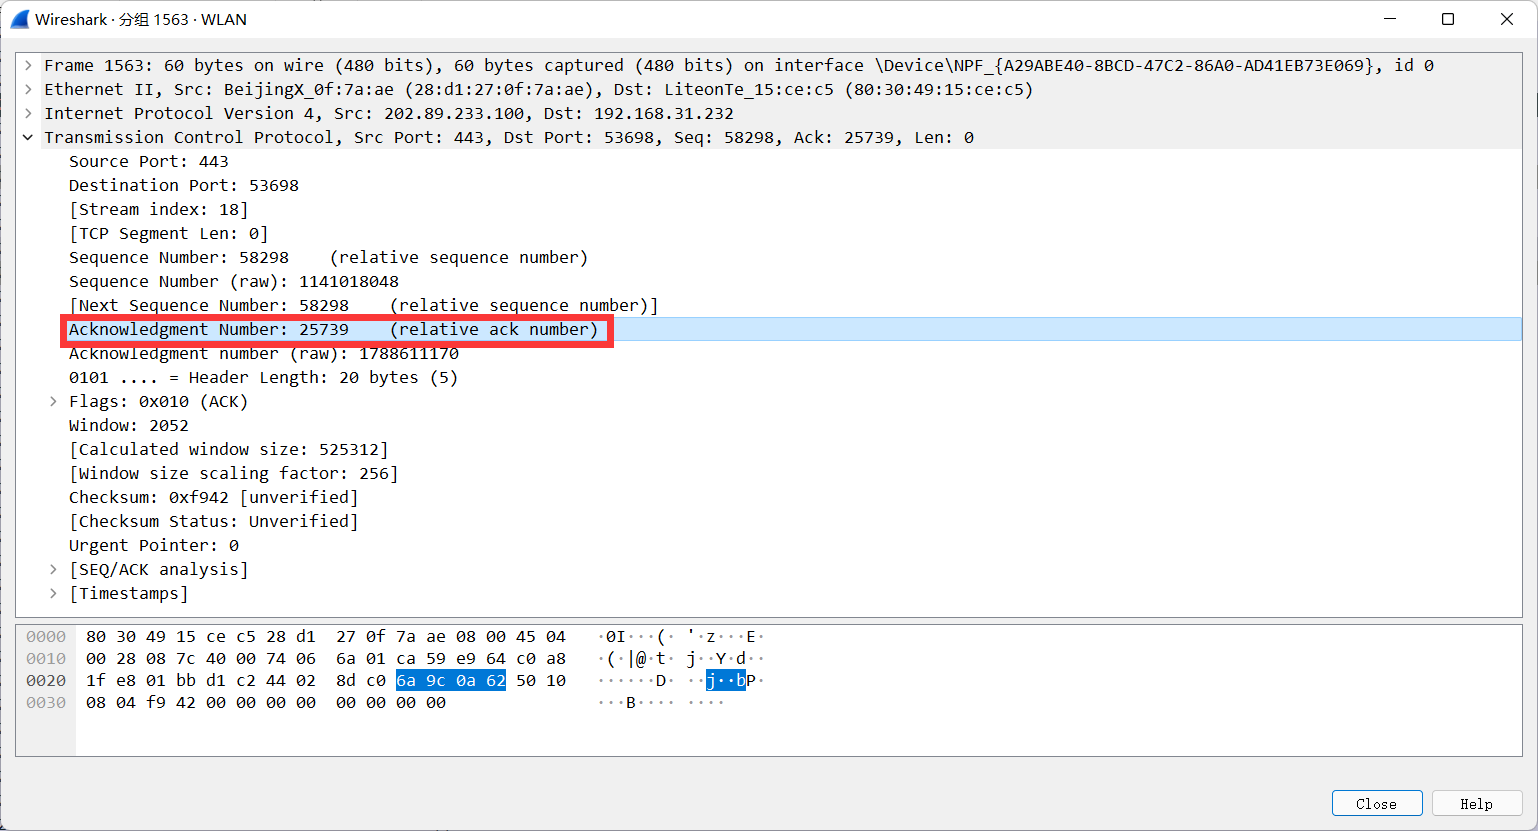 Wireshark · 分组 1563 · WLAN
Frame 1563: 60 bytes on wire (480 bits), 60 bytes captured (480 bits) on interface \Device\NPF_{A29ABE40-8BCD-47C2-86A0-AD41EB73E069}, id 0
Ethernet II, Src: BeijingX_0f:7a:ae (28:d1:27:0f:7a:ae), Dst: LiteonTe_15:ce:c5 (80:30:49:15:ce:c5)
Internet Protocol Version 4, Src: 202.89.233.100, Dst: 192.168.31.232
Transmission Control Protocol, Src Port: 443, Dst Port: 53698, Seq: 58298, Ack: 25739, Len: 0
Source Port: 443
Destination Port: 53698
[Stream index: 18]
[TCP Segment Len: 0]
Sequence Number: 58298    (relative sequence number)
Sequence Number (raw): 1141018048
[Next Sequence Number: 58298    (relative sequence number)]
Acknowledgment Number: 25739    (relative ack number)
Acknowledgment number (raw): 1788611170
0101 .... = Header Length: 20 bytes (5)
Flags: 0x010 (ACK)
Window: 2052
[Calculated window size: 525312]
[Window size scaling factor: 256]
Checksum: 0xf942 [unverified]
[Checksum Status: Unverified]
Urgent Pointer: 0
[SEQ/ACK analysis]
[Timestamps]
0000  80 30 49 15 ce c5 28 d1  27 0f 7a ae 08 00 45 04   ·0I···(· '·z···E·
0010  00 28 08 7c 40 00 74 06  6a 01 ca 59 e9 64 c0 a8   ·(·|@·t· j··Y·d··
0020  1f e8 01 bb d1 c2 44 02  8d c0 6a 9c 0a 62 50 10   ······D· ··j··bP·
0030  08 04 f9 42 00 00 00 00  00 00 00 00   ···B···· ····
Close Help